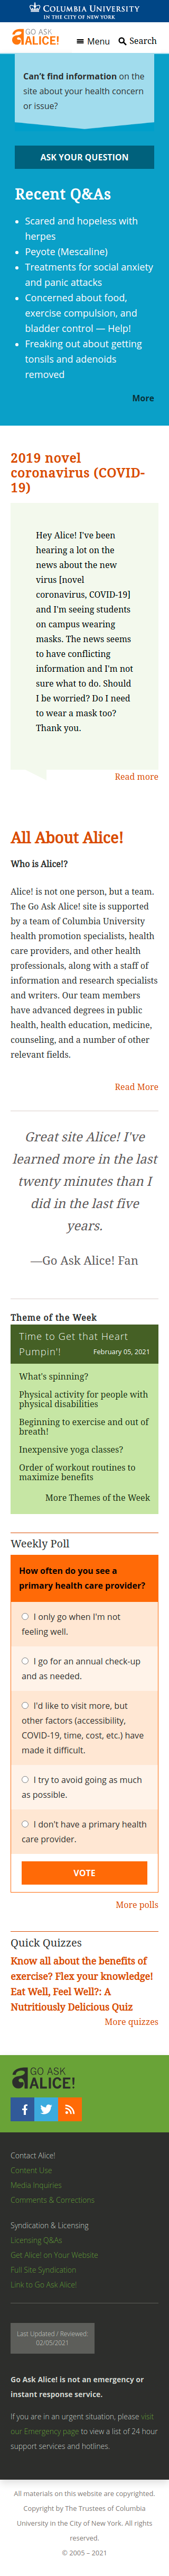 COLUMBIA UNIVERSITY
IN THE CITY OF NEW YORK
GO ASK
ALICE!
Menu
Search
Can't find information on the
site about your health concern
or issue?
ASK YOUR QUESTION
Recent Q&As
Scared and hopeless with
herpes
Peyote (Mescaline)
Treatments for social anxiety
and panic attacks
Concerned about food,
exercise compulsion, and
bladder control — Help!
Freaking out about getting
tonsils and adenoids
removed
More
2019 novel
coronavirus (COVID-
19)
Hey Alice! I've been
hearing a lot on the
news about the new
virus [novel
coronavirus, COVID-19]
and I'm seeing students
on campus wearing
masks. The news seems
to have conflicting
information and I'm not
sure what to do. Should
I be worried? Do I need
to wear a mask too?
Thank you.
Read more
All About Alice!
Who is Alice!?
Alice! is not one person, but a team.
The Go Ask Alice! site is supported
by a team of Columbia University
health promotion specialists, health
care providers, and other health
professionals, along with a staff of
information and research specialists
and writers. Our team members
have advanced degrees in public
health, health education, medicine,
counseling, and a number of other
relevant fields.
Read More
Great site Alice! I've
learned more in the last
twenty minutes than I
did in the last five
years.
—Go Ask Alice! Fan
Theme of the Week
Time to Get that Heart
Pumpin'! February 05, 2021
What's spinning?
Physical activity for people with
physical disabilities
Beginning to exercise and out of
breath!
Inexpensive yoga classes?
Order of workout routines to
maximize benefits
More Themes of the Week
Weekly Poll
How often do you see a
primary health care provider?
I only go when I'm not
feeling well.
I go for an annual check-up
and as needed.
I'd like to visit more, but
other factors (accessibility,
COVID-19, time, cost, etc.) have
made it difficult.
I try to avoid going as much
as possible.
I don't have a primary health
care provider.
VOTE
More polls
Quick Quizzes
Know all about the benefits of
exercise? Flex your knowledge!
Eat Well, Feel Well?: A
Nutritiously Delicious Quiz
More quizzes
GO ASK
ALICE!
Contact Alice!
Content Use
Media Inquiries
Comments & Corrections
Syndication & Licensing
Licensing Q&As
Get Alice! on Your Website
Full Site Syndication
Link to Go Ask Alice!
Last Updated / Reviewed:
02/05/2021
Go Ask Alice! is not an emergency or
instant response service.
If you are in an urgent situation, please visit
our Emergency page to view a list of 24 hour
support services and hotlines.
All materials on this website are copyrighted.
Copyright by The Trustees of Columbia
University in the City of New York. All rights
reserved.
© 2005 – 2021